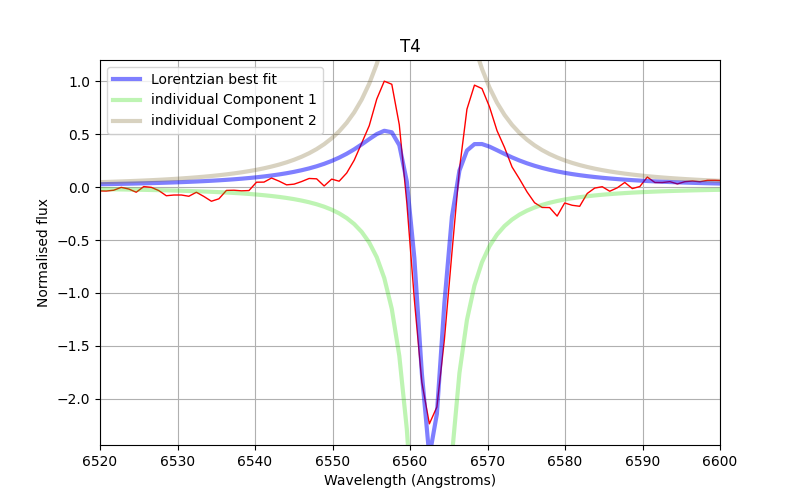 T4
Lorentzian best fit
individual Component 1
individual Component 2
1.0
0.5
0.0
−0.5
−1.0
−1.5
−2.0
Normalised flux
6520 6530 6540 6550 6560 6570 6580 6590 6600
Wavelength (Angstroms)